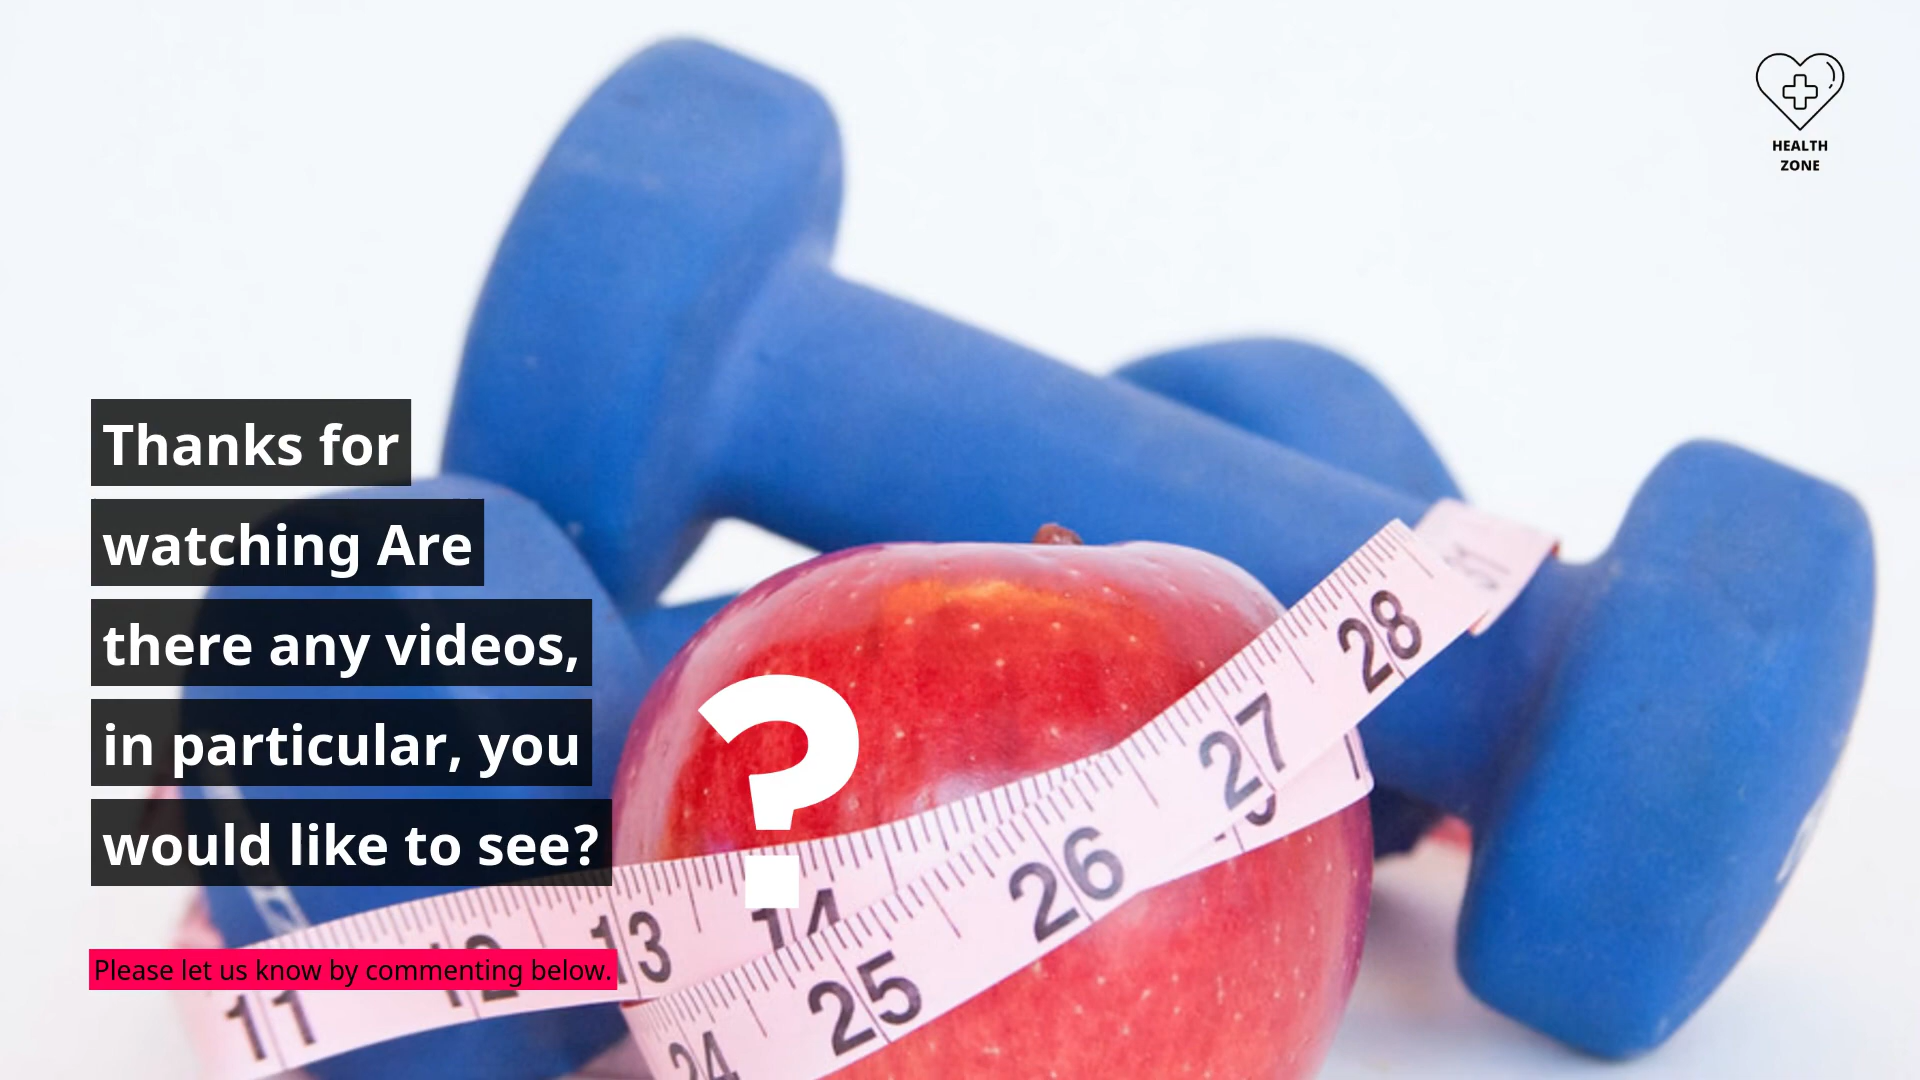 HEALTH
ZONE
Thanks for
watching Are
there any videos,
in particular, you
would like to see?
?
Please let us know by commenting below.
11
13
14
24
25
26
27
28